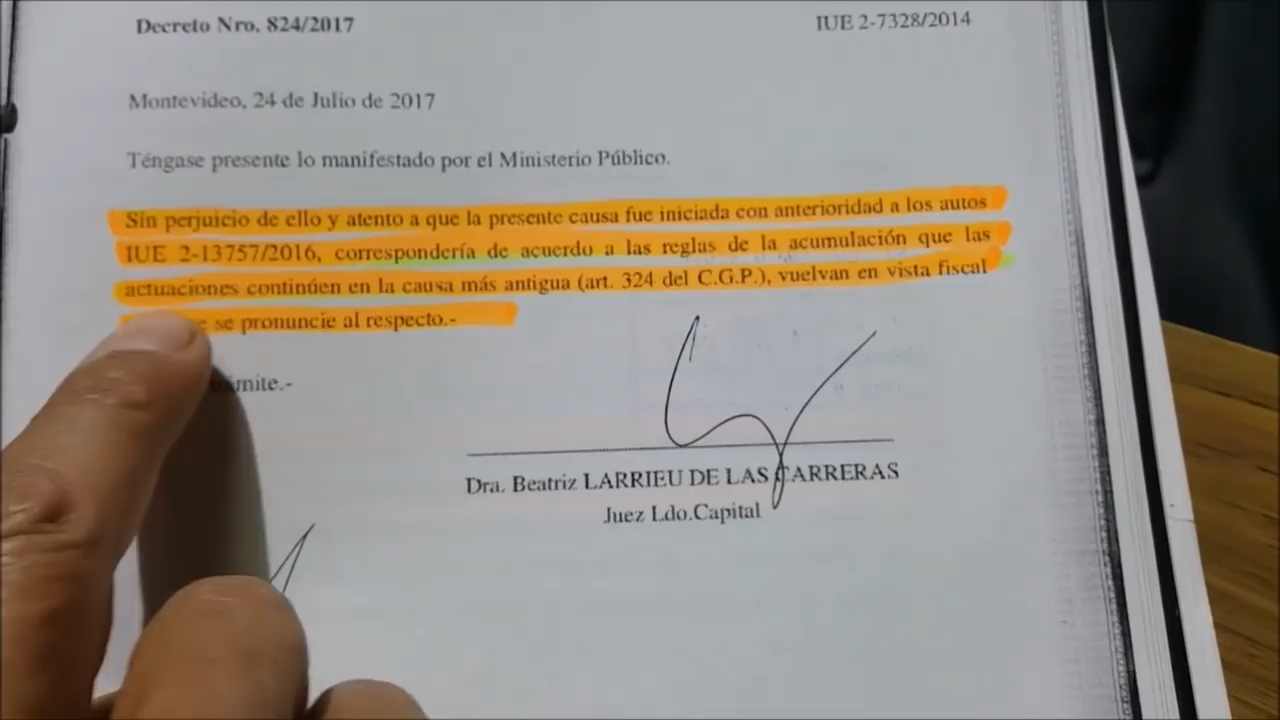 Decreto Nro. 824/2017
IUE 2-7328/2014
Montevideo, 24 de Julio de 2017
Téngase presente lo manifestado por el Ministerio Público.
Sin perjuicio de ello y atento a que la presente causa fue iniciada con anterioridad a los autos
IUE 2-13757/2016, correspondería de acuerdo a las reglas de la acumulación que las
actuaciones continúen en la causa más antigua (art. 324 del C.G.P.), vuelvan en vista fiscal
se pronuncie al respecto.-
Dra. Beatriz LARRIEU DE LAS CARRERAS
Juez Ldo.Capital